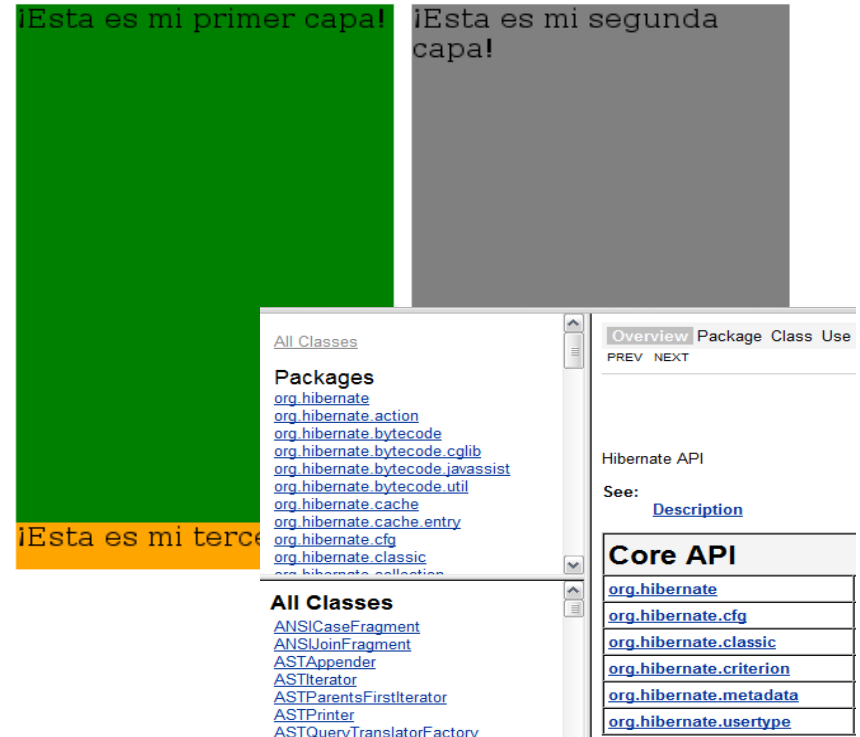 ¡Esta es mi primer capa!
¡Esta es mi segunda
capa!
¡Esta es mi
All Classes
Packages
org.hibernate
org.hibernate.action
org.hibernate.bytecode
org.hibernate.bytecode.cglib
org.hibernate.bytecode.javassist
org.hibernate.bytecode.util
org.hibernate.cache
org.hibernate.cache.entry
org.hibernate.cfg
org.hibernate.classic
org.hibernate.collection
All Classes
ANSICaseFragment
ANSIJoinFragment
ASTAppender
ASTIterator
ASTParentsFirstIterator
ASTPrinter
ASTQueryTranslatorFactory
Overview Package Class Use
PREV NEXT
Hibernate API
See:
Description
Core API
org.hibernate
org.hibernate.cfg
org.hibernate.classic
org.hibernate.criterion
org.hibernate.metadata
org.hibernate.usertype